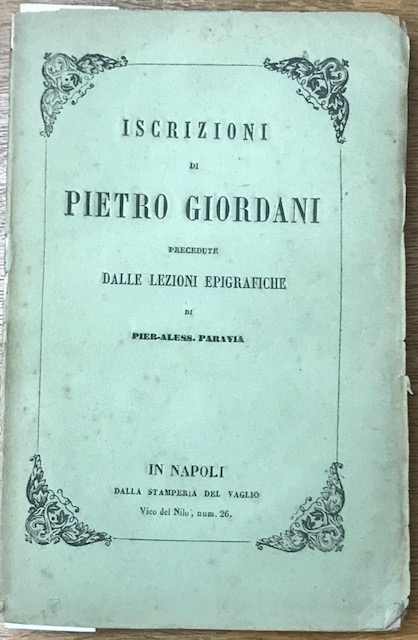 ISCRIZIONI
DI
PIETRO GIORDANI
PRECEDUTE
DALLE LEZIONI EPIGRAFICHE
DI
PIER-ALESS. PARAVIA
IN NAPOLI
DALLA STAMPERIA DEL VAGLIO
Vico del Nilo, num. 26.